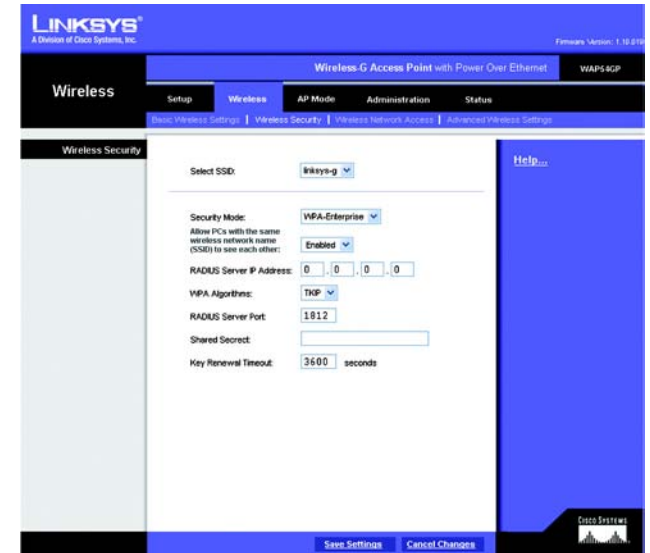 LINKSYS®
A Division of Cisco Systems, Inc.
Firmware Version: 1.10
Wireless-G Access Point with Power Over Ethernet WAP54GP
Wireless
Setup Wireless AP Mode Administration Status
Basic Wireless Settings | Wireless Security | Wireless Network Access | Advanced Wireless Settings
Wireless Security
Help...
Select SSID: linksys-g
Security Mode: WPA-Enterprise
Allow PCs with the same
wireless network name
(SSID) to see each other: Enabled
RADIUS Server IP Address: 0 . 0 . 0 . 0
WPA Algorithms: TKIP
RADIUS Server Port: 1812
Shared Secrect:
Key Renewal Timeout: 3600 seconds
CISCO SYSTEMS
Save Settings Cancel Changes